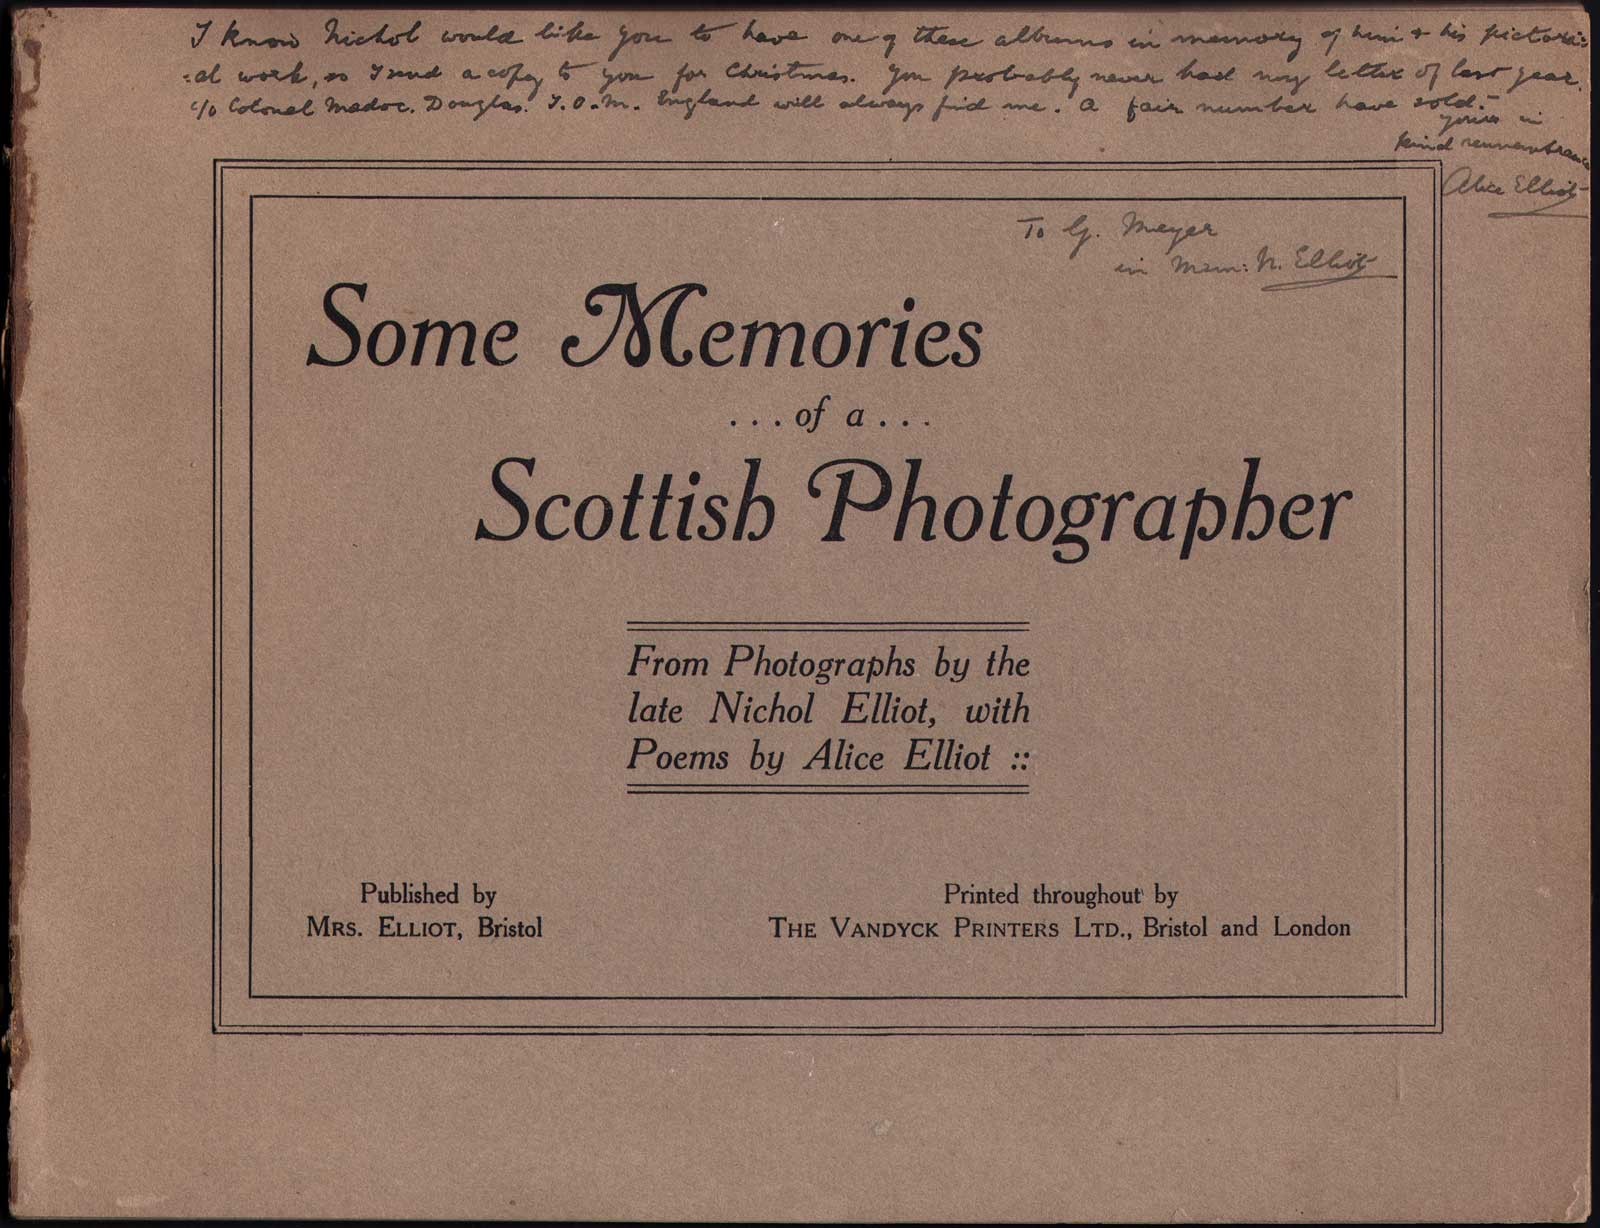 I know Nichol would like you to have one of these albums in memory of him & his pictori=
=al work, so I send a copy to you for Christmas. You probably never had my letter of last year.
c/o Colonel Madoc. Douglas. I.O.M. England will always find me. A fair number have sold.-
yours in
kind remembrance
Alice Elliot
To G. Meyer
in Mem: N. Elliot
Some Memories
... of a ...
Scottish Photographer
From Photographs by the
late Nichol Elliot, with
Poems by Alice Elliot ::
Published by
MRS. ELLIOT, Bristol
Printed throughout by
THE VANDYCK PRINTERS LTD., Bristol and London